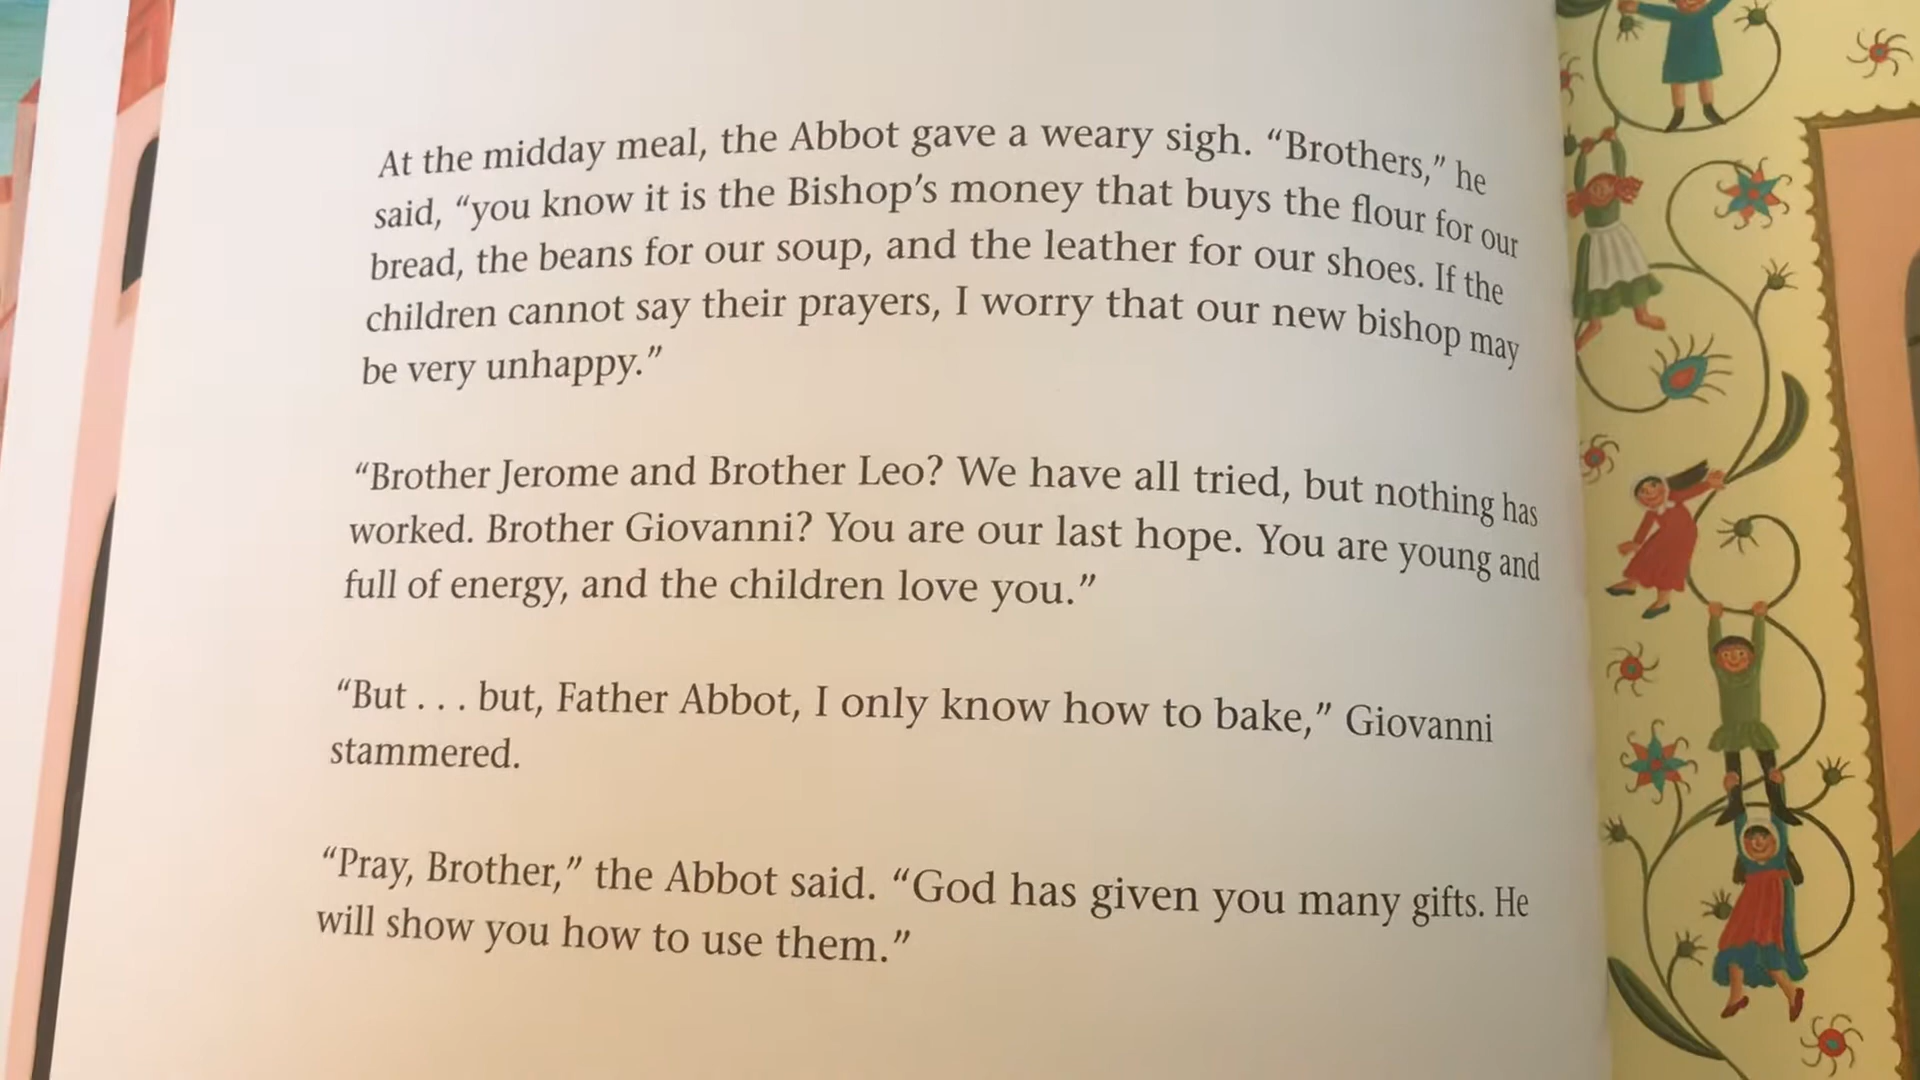 At the midday meal, the Abbot gave a weary sigh. “Brothers,” he
said, “you know it is the Bishop’s money that buys the flour for our
bread, the beans for our soup, and the leather for our shoes. If the
children cannot say their prayers, I worry that our new bishop may
be very unhappy.”
“Brother Jerome and Brother Leo? We have all tried, but nothing has
worked. Brother Giovanni? You are our last hope. You are young and
full of energy, and the children love you.”
“But . . . but, Father Abbot, I only know how to bake,” Giovanni
stammered.
“Pray, Brother,” the Abbot said. “God has given you many gifts. He
will show you how to use them.”